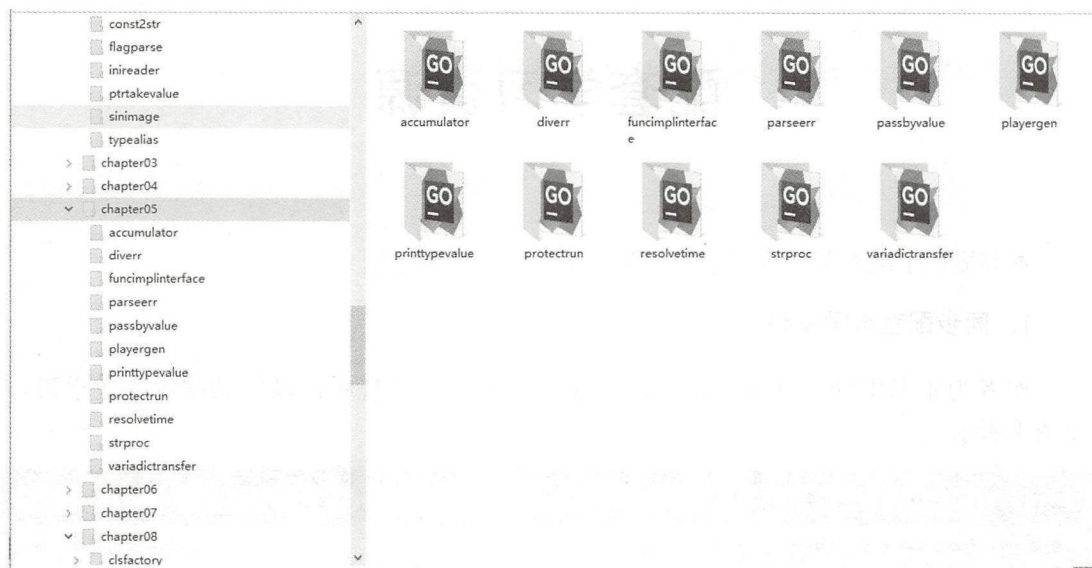 const2str
flagparse
inireader
ptrtakevalue
sinimage
typealias
chapter03
chapter04
chapter05
accumulator
diverr
funcimplinterface
parseerr
passbyvalue
playergen
printtypevalue
protectrun
resolvetime
strproc
variadictransfer
chapter06
chapter07
chapter08
clsfactory
GO GO GO GO GO GO
accumulator diverr funcimplinterfac parseerr passbyvalue playergen
e
GO GO GO GO GO
printtypevalue protectrun resolvetime strproc variadictransfer